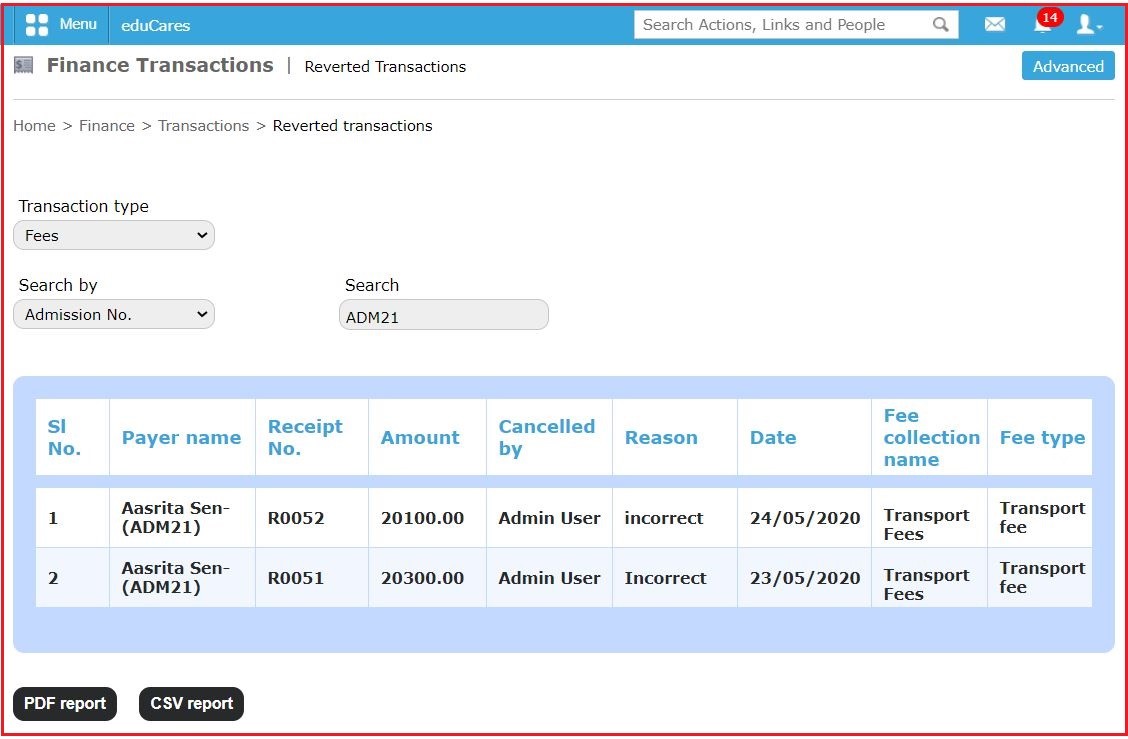 Menu educCares Search Actions, Links and People 14
Finance Transactions | Reverted Transactions Advanced
Home > Finance > Transactions > Reverted transactions
Transaction type
Fees
Search by Search
Admission No. ADM21
Sl No. Payer name Receipt No. Amount Cancelled by Reason Date Fee collection name Fee type
1 Aasrita Sen-(ADM21) R0052 20100.00 Admin User incorrect 24/05/2020 Transport Fees Transport fee
2 Aasrita Sen-(ADM21) R0051 20300.00 Admin User Incorrect 23/05/2020 Transport Fees Transport fee
PDF report CSV report